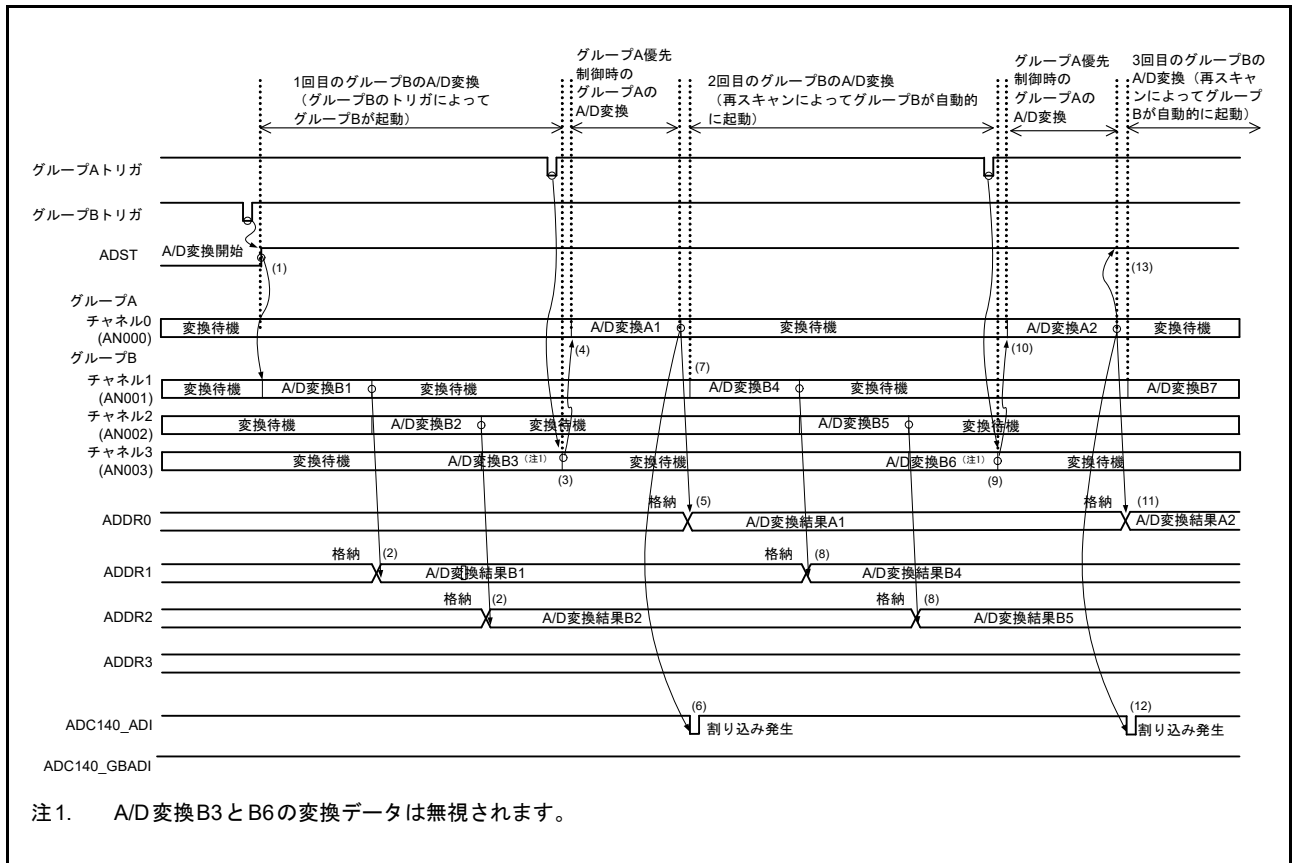 1回目のグループBのA/D変換
（グループBのトリガによって
グループBが起動）
グループA優先
制御時の
グループAの
A/D変換
2回目のグループBのA/D変換
（再スキャンによってグループBが自動的
に起動）
グループA優先
制御時の
グループAの
A/D変換
3回目のグループBの
A/D変換（再スキャ
ンによってグループ
Bが自動的に起動）
グループAトリガ
グループBトリガ
ADST A/D変換開始
(1) (13)
グループA
チャネル0
(AN000)
変換待機 A/D変換A1 変換待機 A/D変換A2 変換待機
(4) (10)
グループB
チャネル1
(AN001)
(7)
変換待機 A/D変換B1 変換待機 A/D変換B4 変換待機 A/D変換B7
チャネル2
(AN002)
変換待機 A/D変換B2 変換待機 A/D変換B5 変換待機
チャネル3
(AN003)
変換待機 A/D変換B3（注1） 変換待機 A/D変換B6（注1） 変換待機
(3) (9)
格納 (5) 格納 (11)
ADDR0 A/D変換結果A1 A/D変換結果A2
格納 (2) 格納 (8)
ADDR1 A/D変換結果B1 A/D変換結果B4
格納 (2) 格納 (8)
ADDR2 A/D変換結果B2 A/D変換結果B5
ADDR3
(6) (12)
ADC140_ADI 割り込み発生 割り込み発生
ADC140_GBADI
注1. A/D変換B3とB6の変換データは無視されます。